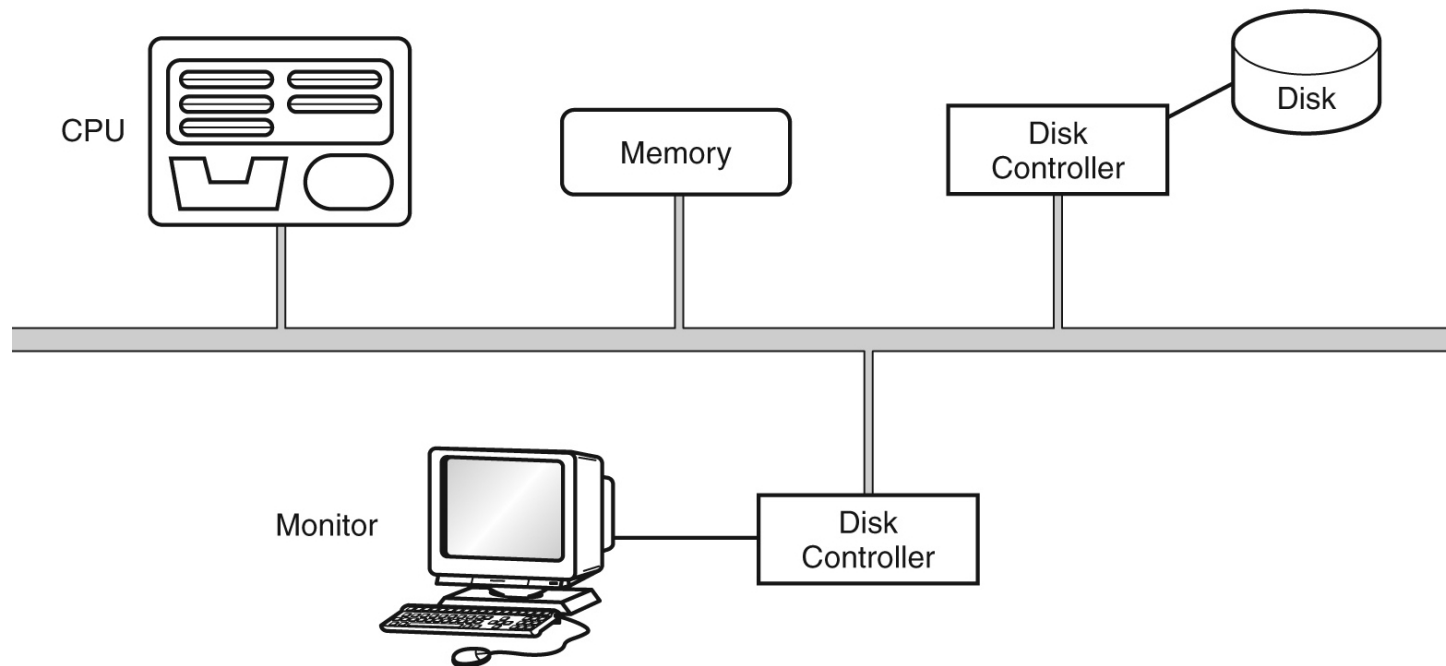 CPU
Memory
Disk
Controller
Disk
Monitor
Disk
Controller